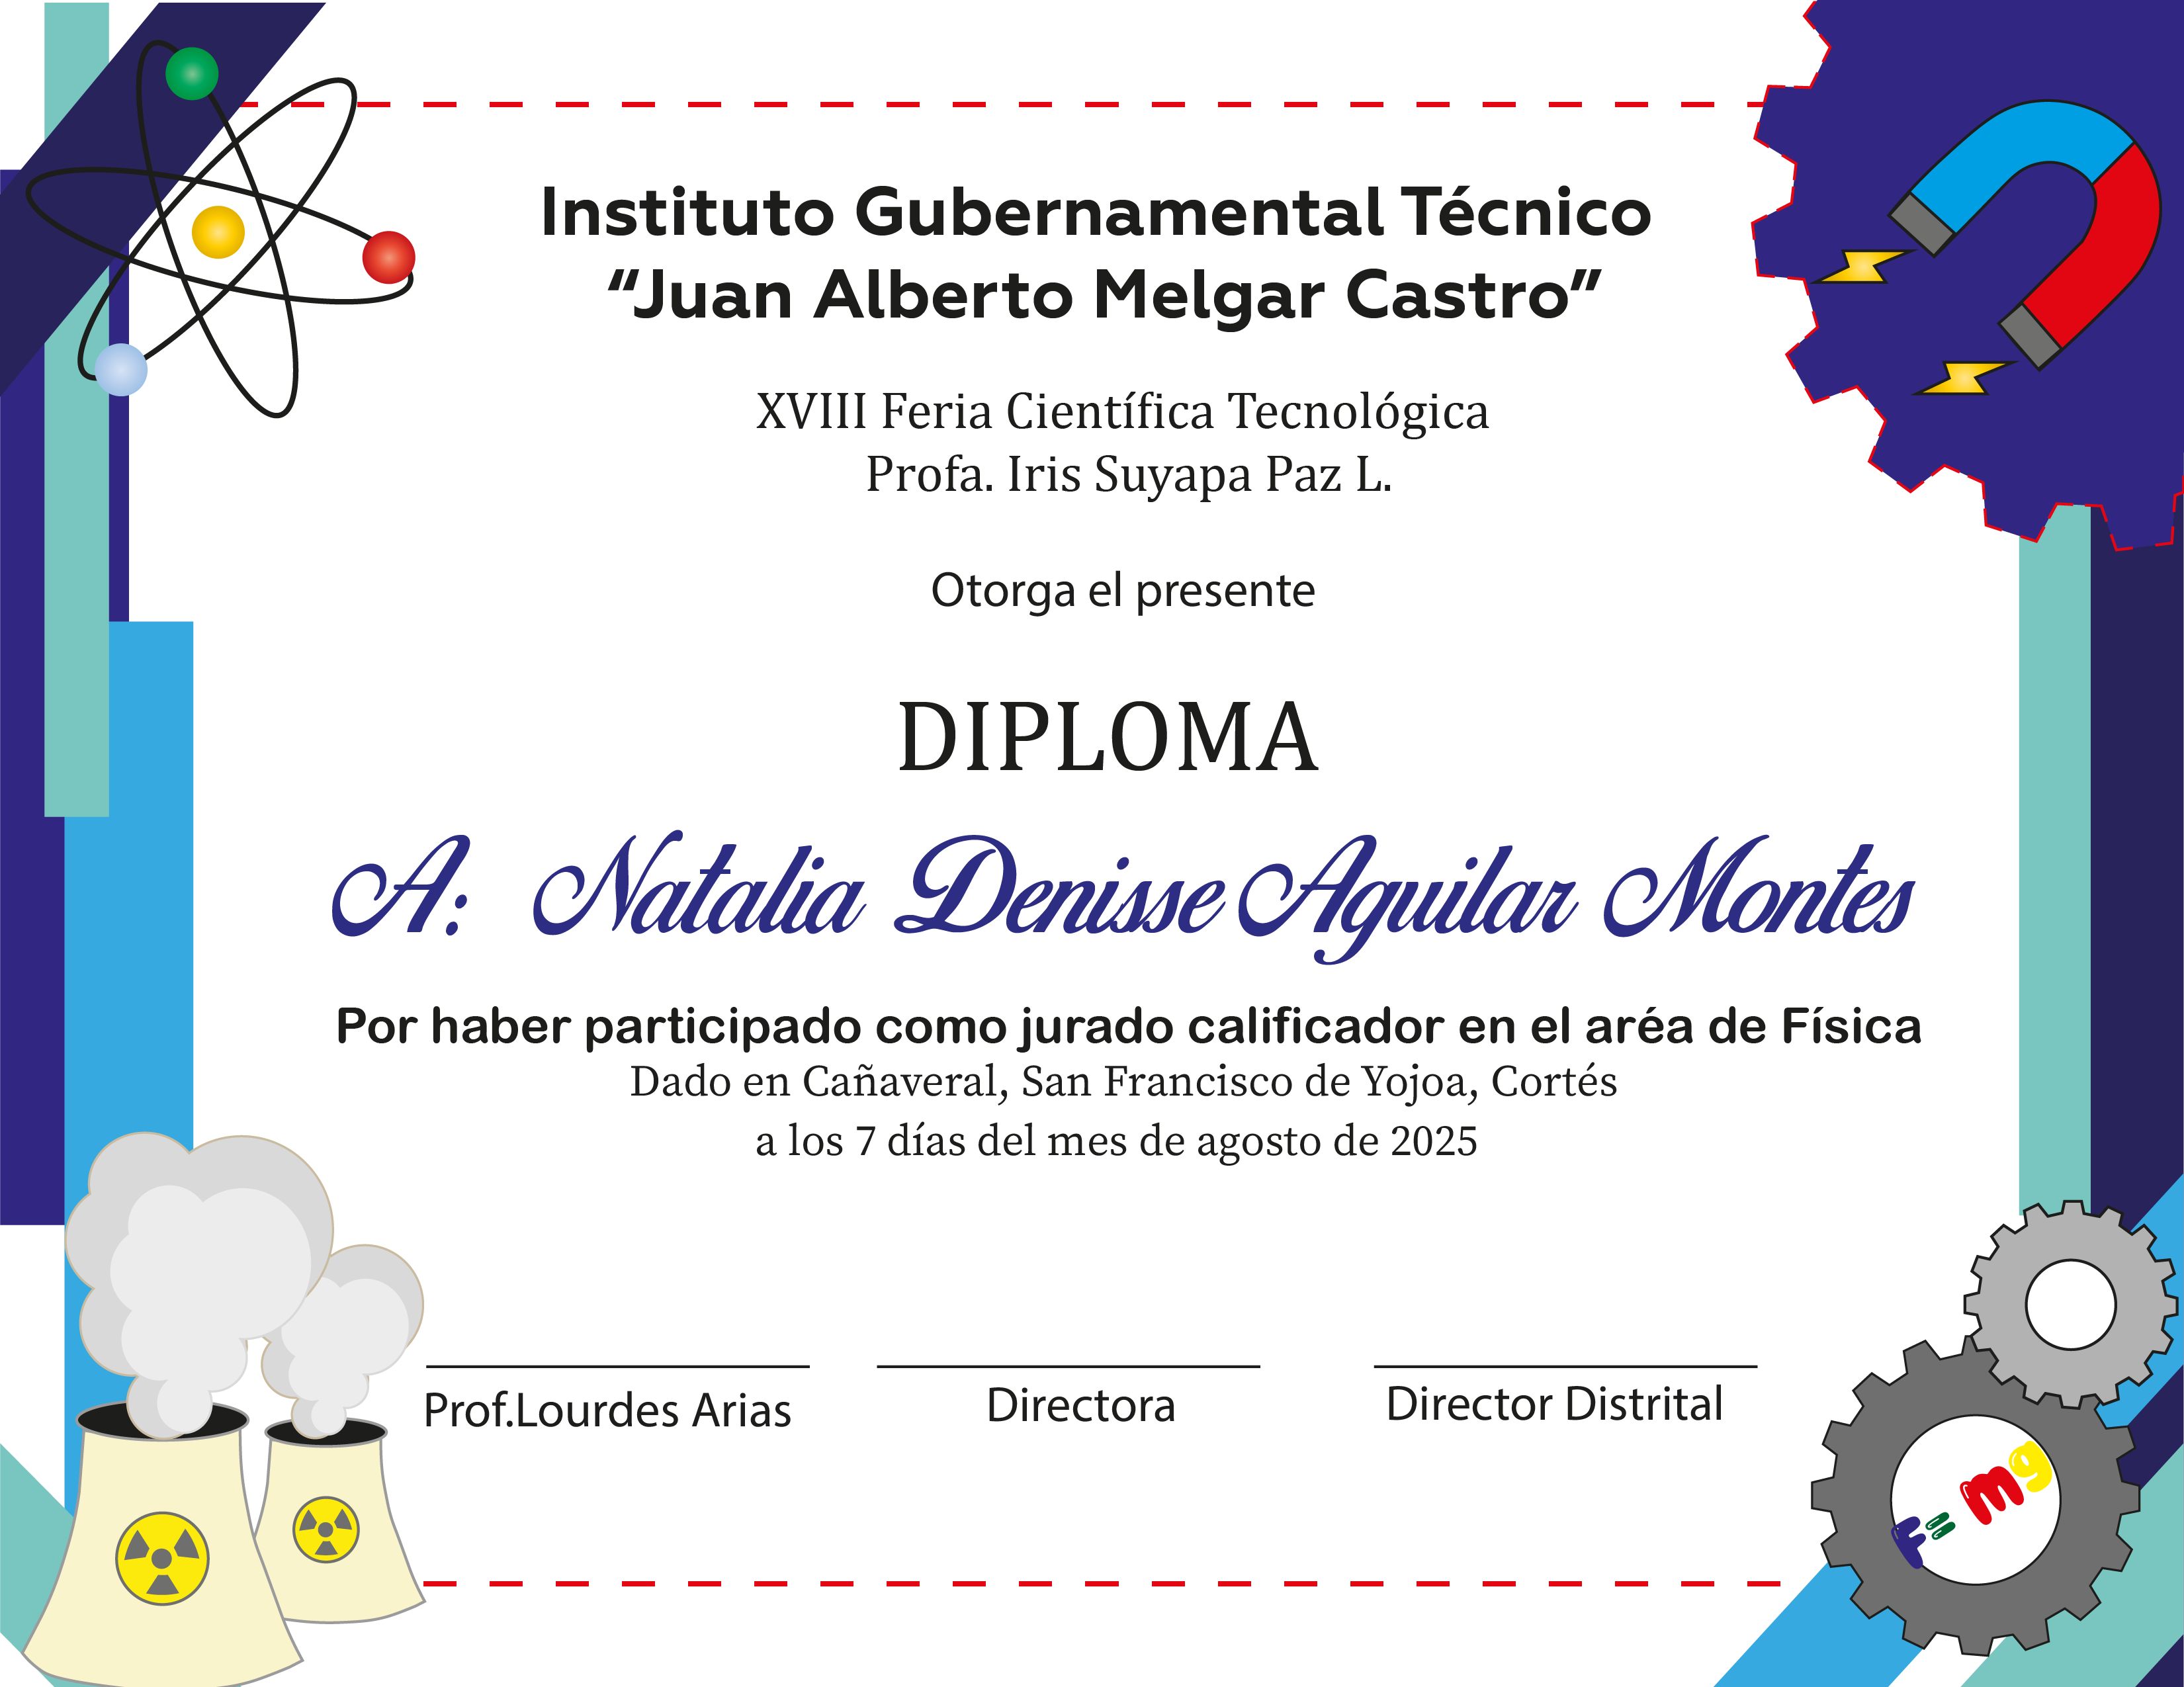 Instituto Gubernamental Técnico
“Juan Alberto Melgar Castro”
XVIII Feria Científica Tecnológica
Profa. Iris Suyapa Paz L.
Otorga el presente
DIPLOMA
A: Natalia Denisse Aguilar Montes
Por haber participado como jurado calificador en el aréa de Física
Dado en Cañaveral, San Francisco de Yojoa, Cortés
a los 7 días del mes de agosto de 2025
Prof.Lourdes Arias
Directora
Director Distrital
F= mg